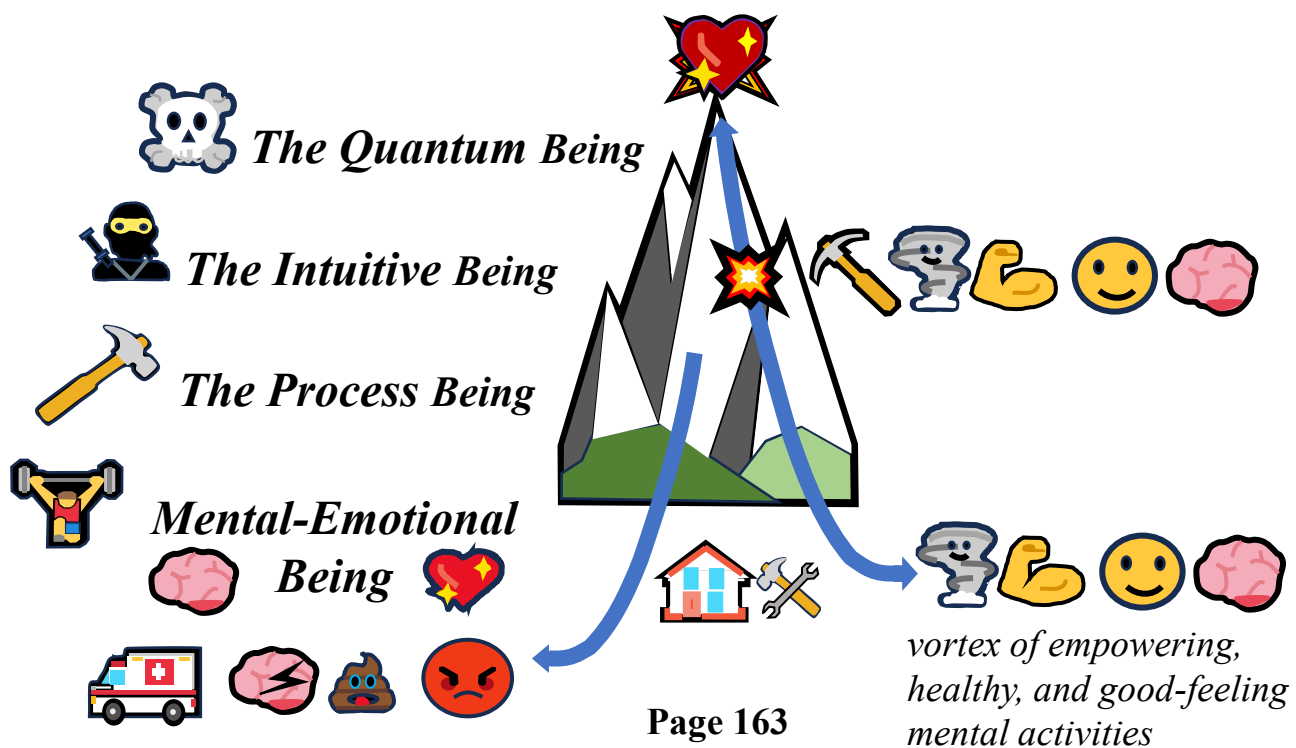 The Quantum Being
The Intuitive Being
The Process Being
Mental-Emotional
Being
vortex of empowering,
healthy, and good-feeling
mental activities
Page 163